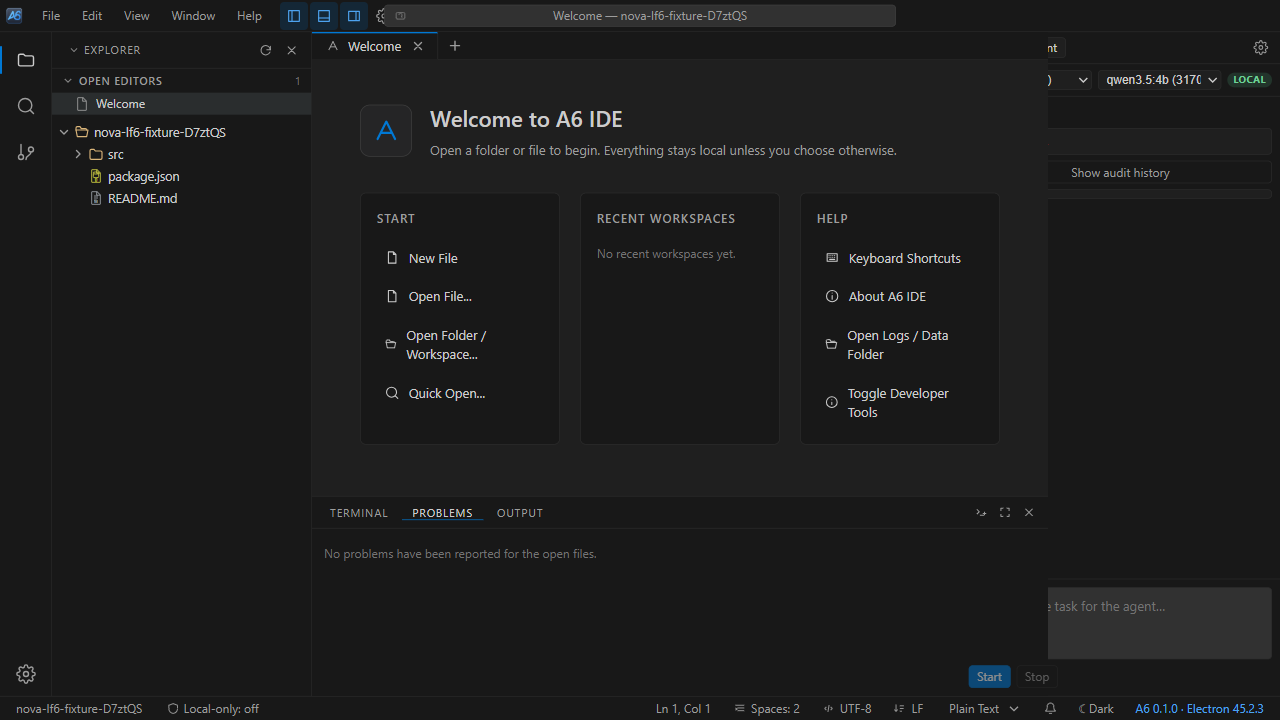 A6 File Edit View Window Help Welcome — nova-lf6-fixture-D7ztQS
EXPLORER
OPEN EDITORS 1
Welcome
nova-lf6-fixture-D7ztQS
src
package.json
README.md
Welcome
Welcome to A6 IDE
Open a folder or file to begin. Everything stays local unless you choose otherwise.
START
New File
Open File...
Open Folder /
Workspace...
Quick Open...
RECENT WORKSPACES
No recent workspaces yet.
HELP
Keyboard Shortcuts
About A6 IDE
Open Logs / Data
Folder
Toggle Developer
Tools
TERMINAL PROBLEMS OUTPUT
No problems have been reported for the open files.
nt
) qwen3.5:4b (3170 LOCAL
Show audit history
task for the agent...
Start Stop
nova-lf6-fixture-D7ztQS Local-only: off Ln 1, Col 1 Spaces: 2 UTF-8 LF Plain Text Dark A6 0.1.0 · Electron 45.2.3